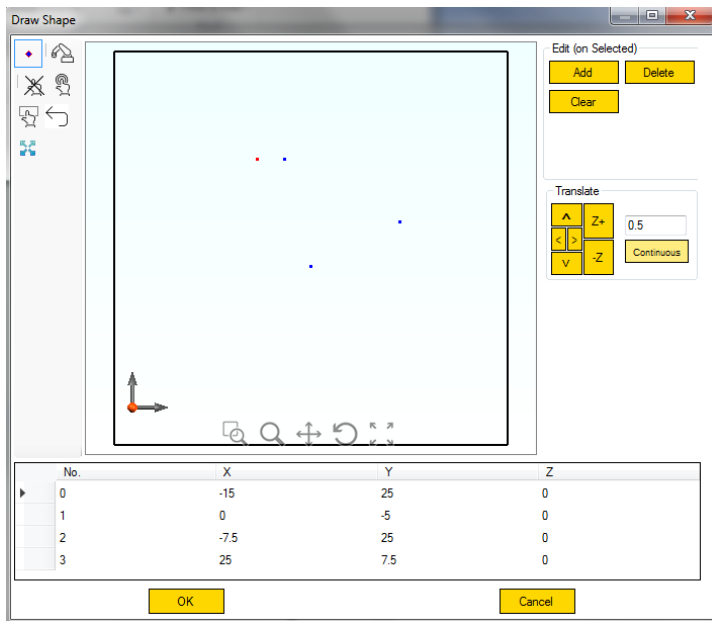 Draw Shape
Edit (on Selected)
Add Delete
Clear
Translate
^ Z+ 0.5
< > Continuous
v -Z
No. X Y Z
0 -15 25 0
1 0 -5 0
2 -7.5 25 0
3 25 7.5 0
OK Cancel